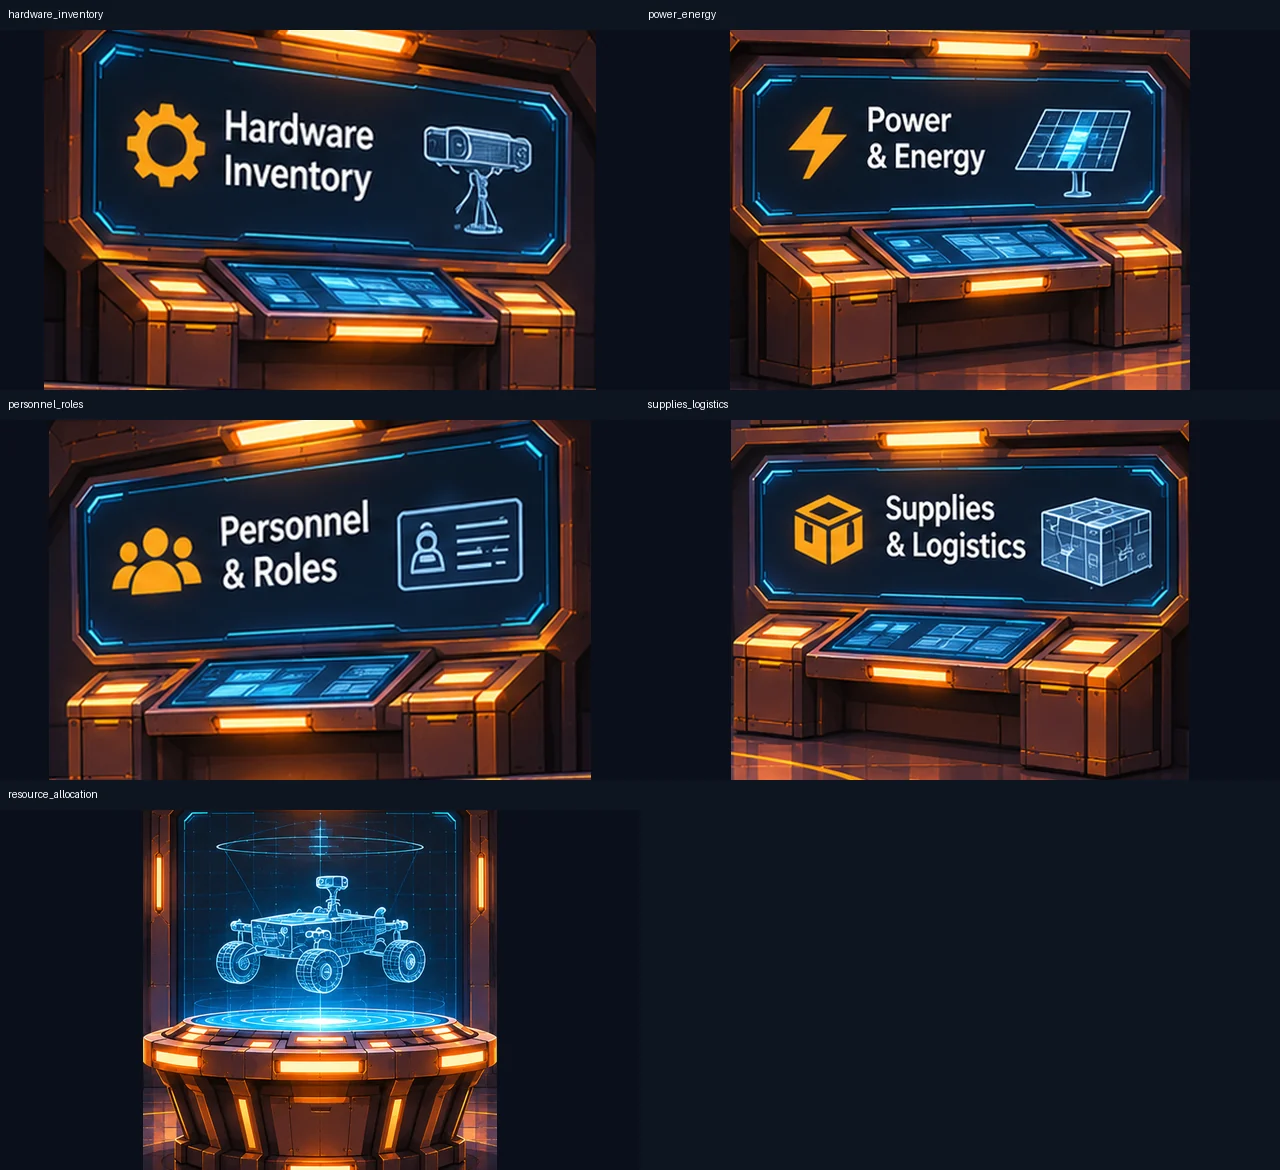 hardware_inventory
power_energy
Hardware
Inventory
Power
& Energy
personnel_roles
supplies_logistics
Personnel
& Roles
Supplies
& Logistics
resource_allocation